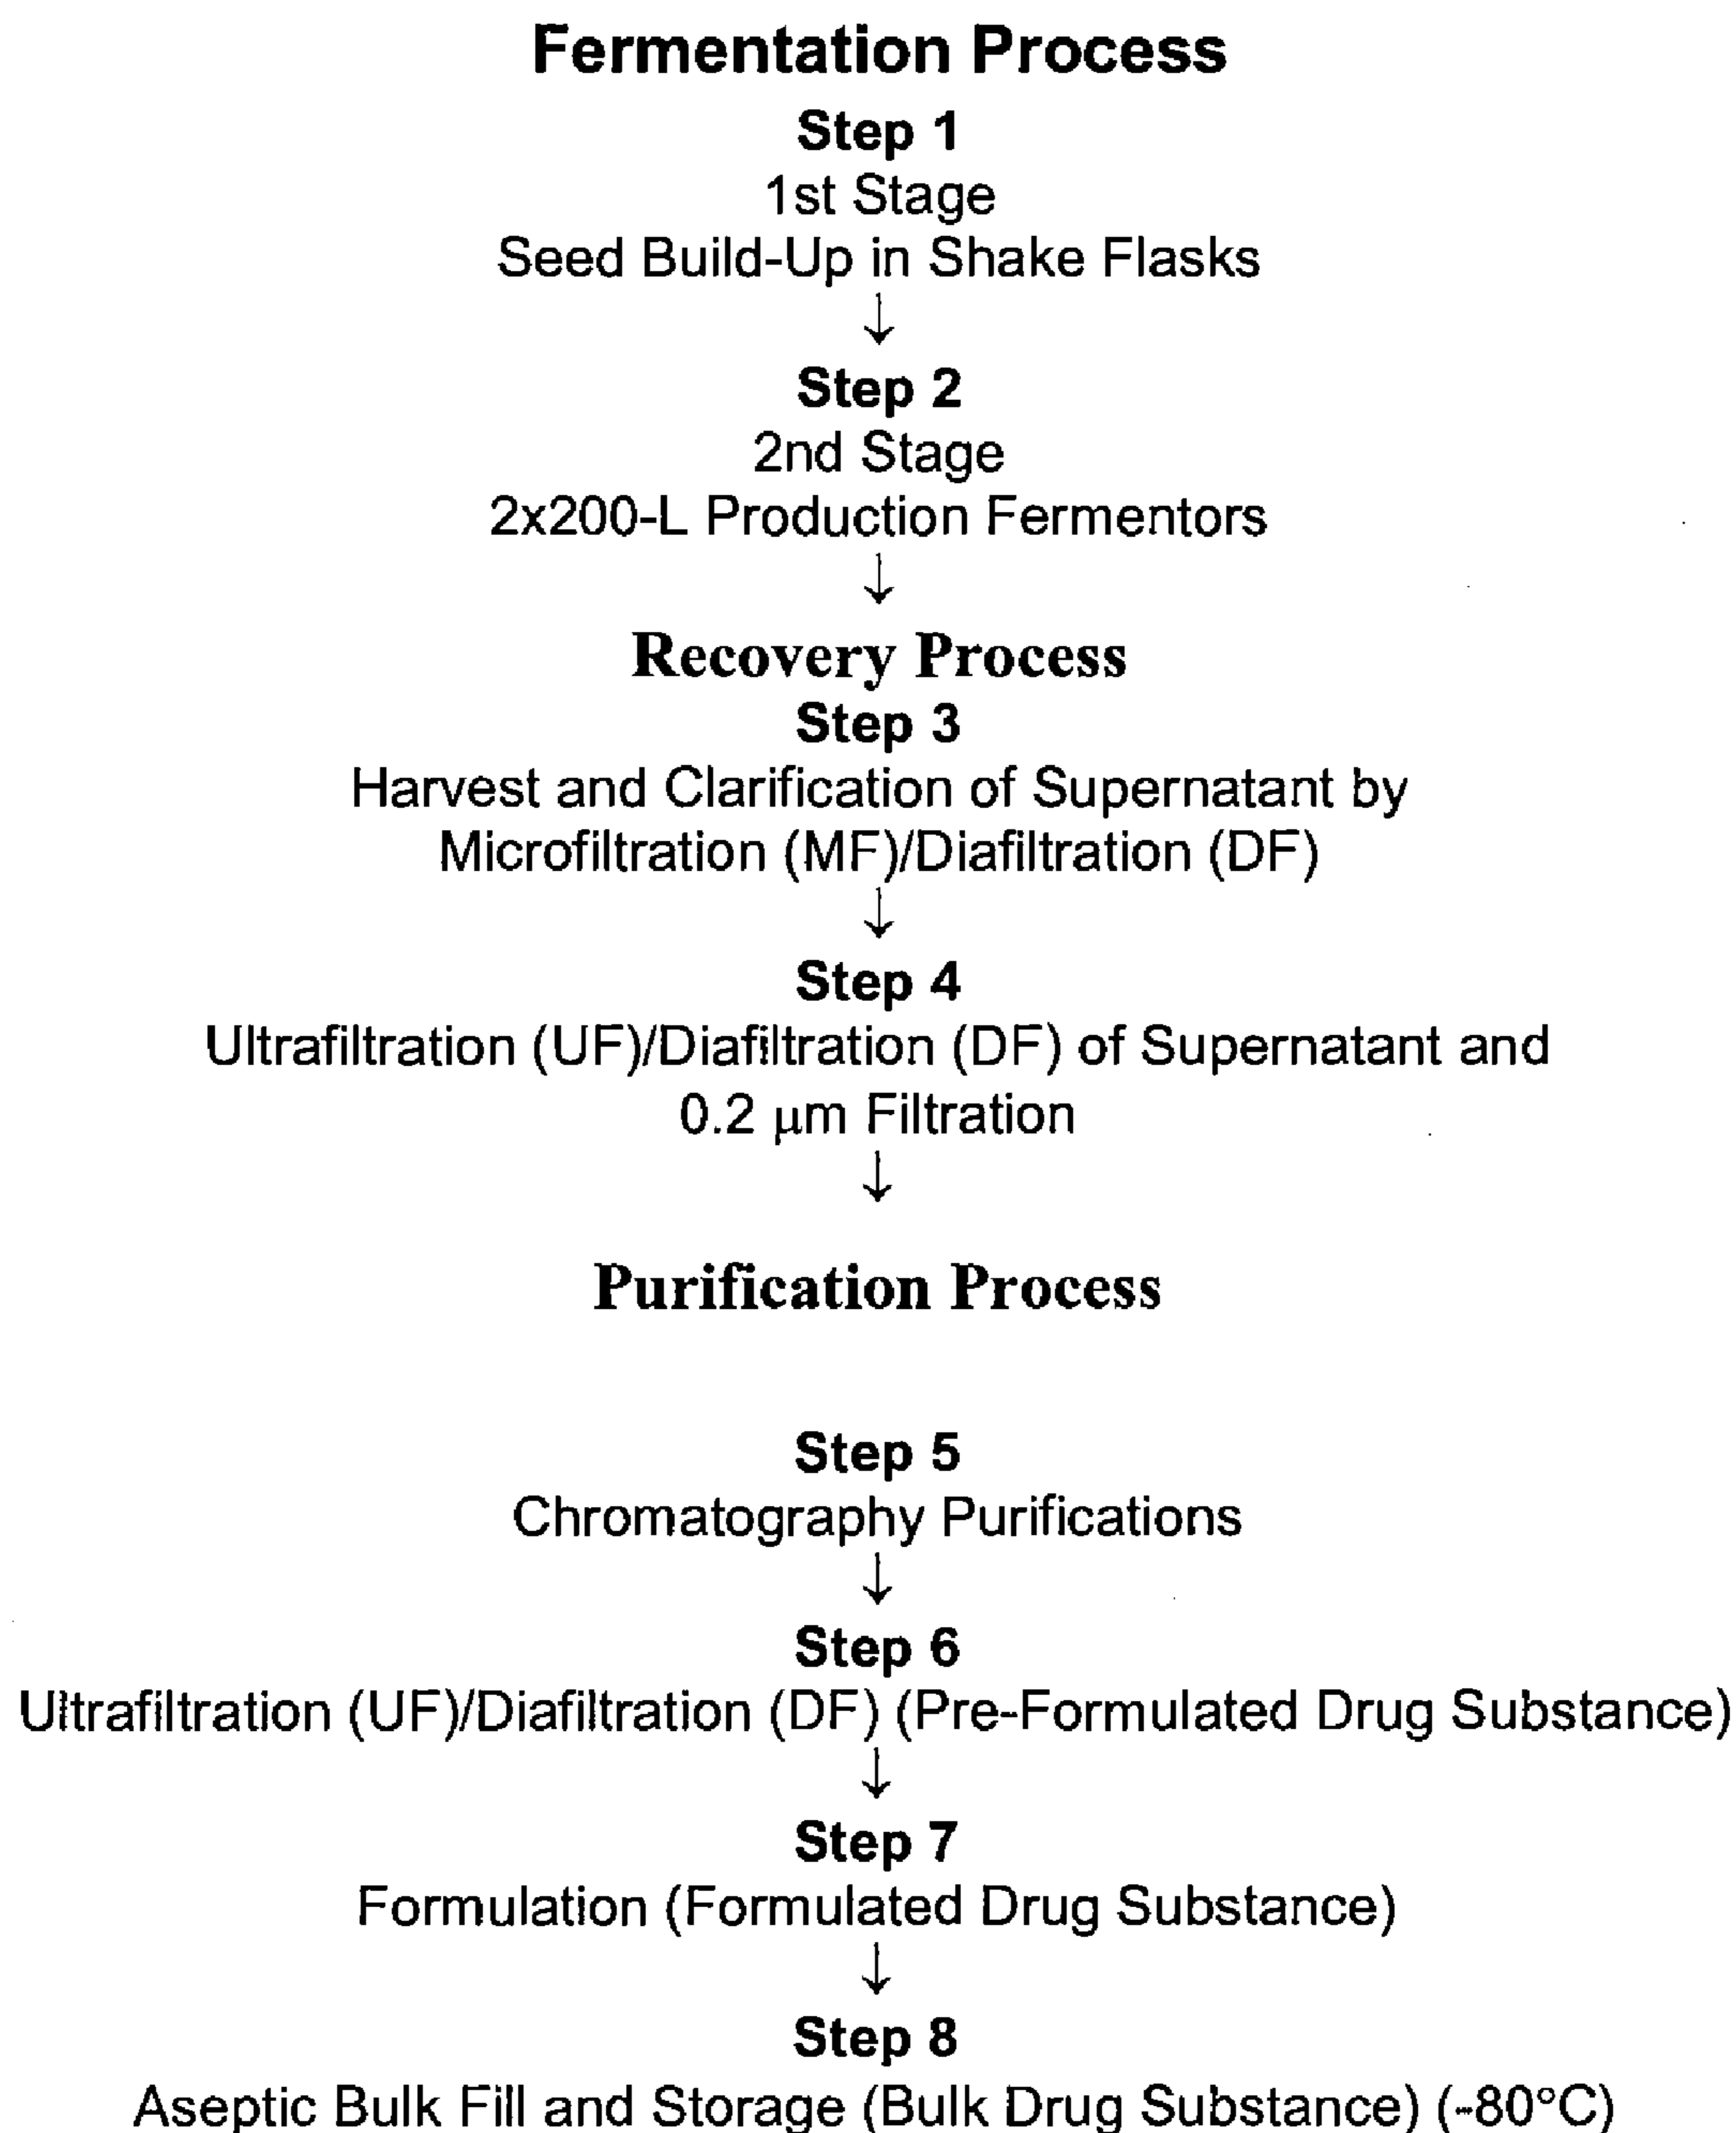 Fermentation Process
Step 1
1st Stage
Seed Build-Up in Shake Flasks
↓
Step 2
2nd Stage
2x200-L Production Fermentors
↓
Recovery Process
Step 3
Harvest and Clarification of Supernatant by
Microfiltration (MF)/Diafiltration (DF)
↓
Step 4
Ultrafiltration (UF)/Diafiltration (DF) of Supernatant and
0.2 μm Filtration
↓
Purification Process
Step 5
Chromatography Purifications
↓
Step 6
Ultrafiltration (UF)/Diafiltration (DF) (Pre-Formulated Drug Substance)
↓
Step 7
Formulation (Formulated Drug Substance)
↓
Step 8
Aseptic Bulk Fill and Storage (Bulk Drug Substance) (-80°C)